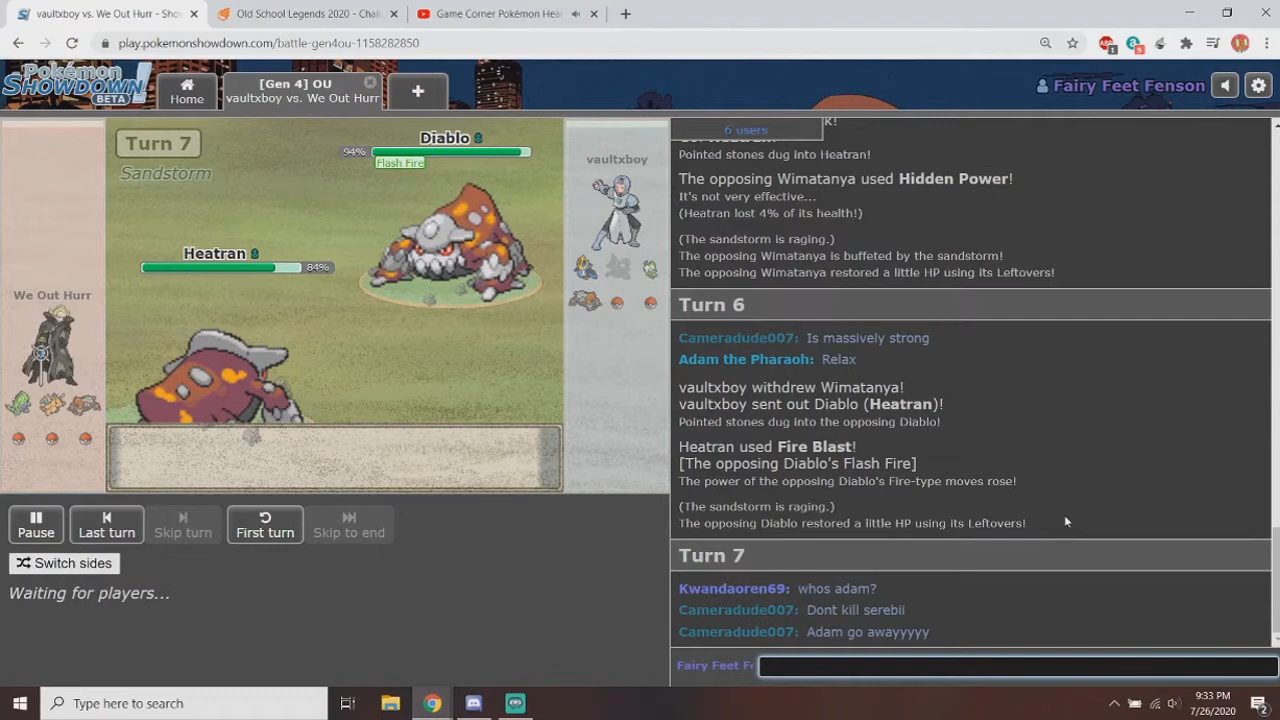 vaultxboy vs. We Out Hurr - Show
Old School Legends 2020 - Chall
Game Corner Pokémon Hea
play.pokemonshowdown.com/battle-gen4ou-1158282850
Pokémon
SHOWDOWN!
BETA
Home
[Gen 4] OU
vaultxboy vs. We Out Hurr
+
Fairy Feet Fenson
Turn 7
Sandstorm
Diablo
94%
Flash Fire
Heatran
84%
We Out Hurr
vaultxboy
Pause
Last turn
Skip turn
First turn
Skip to end
Switch sides
Waiting for players...
6 users
K!
Pointed stones dug into Heatran!
The opposing Wimatanya used Hidden Power!
It's not very effective...
(Heatran lost 4% of its health!)
(The sandstorm is raging.)
The opposing Wimatanya is buffeted by the sandstorm!
The opposing Wimatanya restored a little HP using its Leftovers!
Turn 6
Cameradude007: Is massively strong
Adam the Pharaoh: Relax
vaultxboy withdrew Wimatanya!
vaultxboy sent out Diablo (Heatran)!
Pointed stones dug into the opposing Diablo!
Heatran used Fire Blast!
[The opposing Diablo's Flash Fire]
The power of the opposing Diablo's Fire-type moves rose!
(The sandstorm is raging.)
The opposing Diablo restored a little HP using its Leftovers!
Turn 7
Kwandaoren69: whos adam?
Cameradude007: Dont kill serebii
Cameradude007: Adam go awayyyyy
Fairy Feet Fe
Type here to search
9:33 PM
7/26/2020